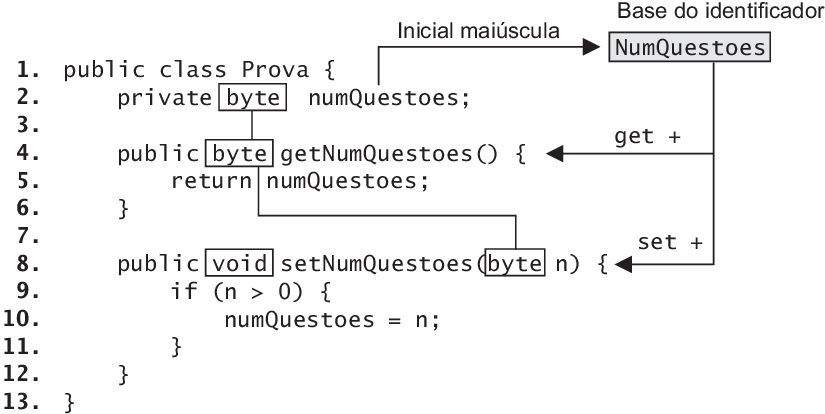 Base do identificador
Inicial maiúscula
NumQuestoes
1. public class Prova {
2. private byte numQuestoes;
3.
4. public byte getNumQuestoes() {
get +
5. return numQuestoes;
6. }
7.
8. public void setNumQuestoes(byte n) {
set +
9. if (n > 0) {
10. numQuestoes = n;
11. }
12. }
13. }